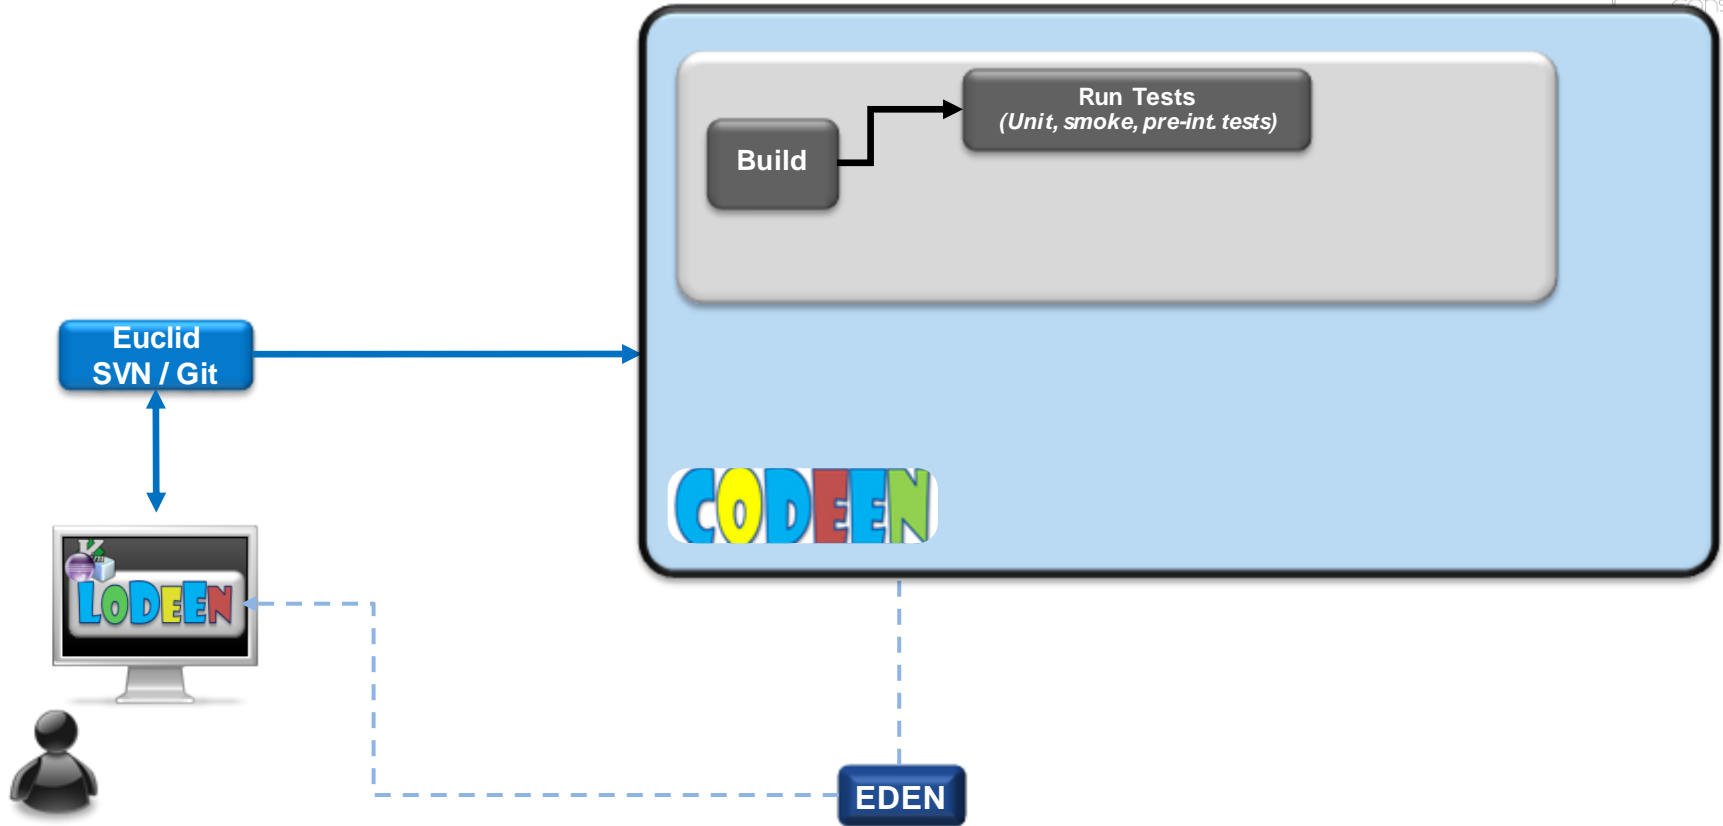 Run Tests
(Unit, smoke, pre-int. tests)
Build
Euclid
SVN / Git
CODEEN
LODEEN
EDEN